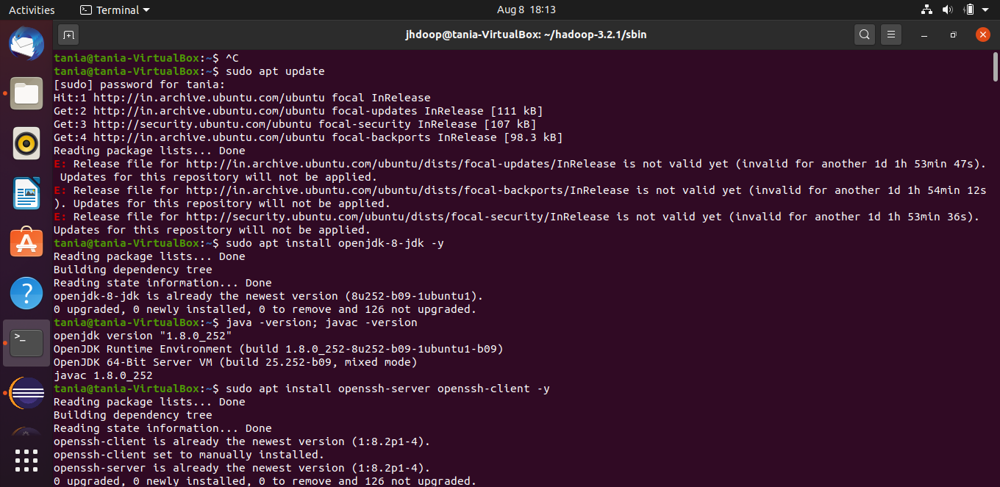 Activities
Terminal
Aug 8 18:13
jhdoop@tania-VirtualBox: ~/hadoop-3.2.1/sbin
tania@tania-VirtualBox:~$ ^C
tania@tania-VirtualBox:~$ sudo apt update
[sudo] password for tania:
Hit:1 http://in.archive.ubuntu.com/ubuntu focal InRelease
Get:2 http://in.archive.ubuntu.com/ubuntu focal-updates InRelease [111 kB]
Get:3 http://security.ubuntu.com/ubuntu focal-security InRelease [107 kB]
Get:4 http://in.archive.ubuntu.com/ubuntu focal-backports InRelease [98.3 kB]
Reading package lists... Done
E: Release file for http://in.archive.ubuntu.com/ubuntu/dists/focal-updates/InRelease is not valid yet (invalid for another 1d 1h 53min 47s).
 Updates for this repository will not be applied.
E: Release file for http://in.archive.ubuntu.com/ubuntu/dists/focal-backports/InRelease is not valid yet (invalid for another 1d 1h 54min 12s
). Updates for this repository will not be applied.
E: Release file for http://security.ubuntu.com/ubuntu/dists/focal-security/InRelease is not valid yet (invalid for another 1d 1h 53min 36s).
Updates for this repository will not be applied.
tania@tania-VirtualBox:~$ sudo apt install openjdk-8-jdk -y
Reading package lists... Done
Building dependency tree
Reading state information... Done
openjdk-8-jdk is already the newest version (8u252-b09-1ubuntu1).
0 upgraded, 0 newly installed, 0 to remove and 126 not upgraded.
tania@tania-VirtualBox:~$ java -version; javac -version
openjdk version "1.8.0_252"
OpenJDK Runtime Environment (build 1.8.0_252-8u252-b09-1ubuntu1-b09)
OpenJDK 64-Bit Server VM (build 25.252-b09, mixed mode)
javac 1.8.0_252
tania@tania-VirtualBox:~$ sudo apt install openssh-server openssh-client -y
Reading package lists... Done
Building dependency tree
Reading state information... Done
openssh-client is already the newest version (1:8.2p1-4).
openssh-client set to manually installed.
openssh-server is already the newest version (1:8.2p1-4).
0 upgraded, 0 newly installed, 0 to remove and 126 not upgraded.